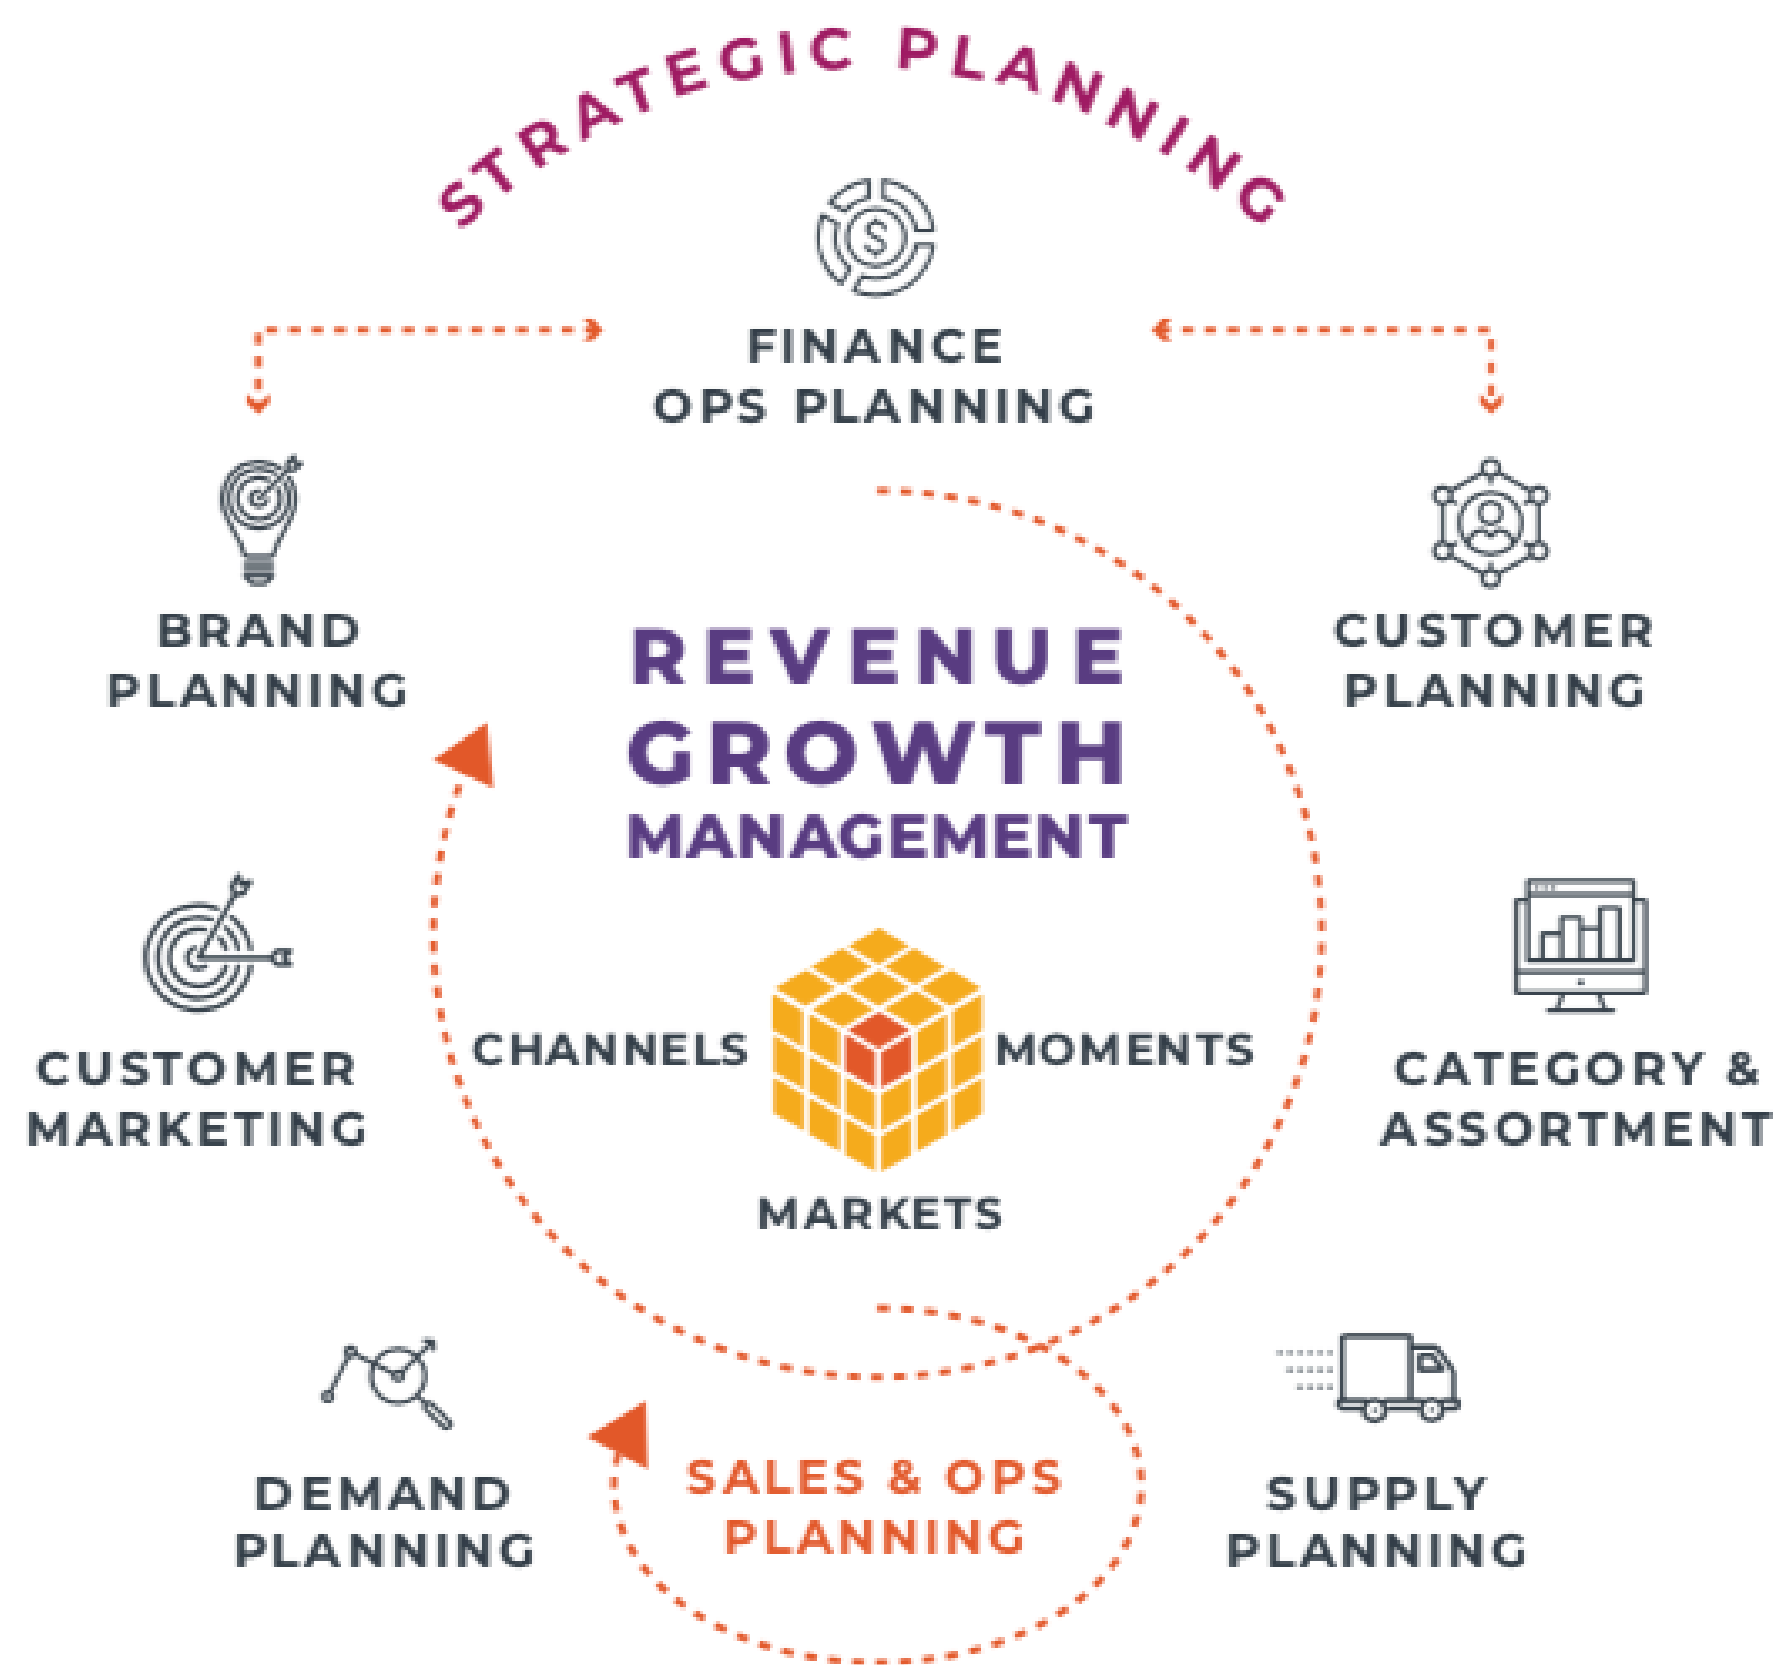 STRATEGIC PLANNING
FINANCE
OPS PLANNING
BRAND
PLANNING
CUSTOMER
PLANNING
REVENUE
GROWTH
MANAGEMENT
CUSTOMER
MARKETING
CHANNELS
MOMENTS
MARKETS
CATEGORY &
ASSORTMENT
DEMAND
PLANNING
SALES & OPS
PLANNING
SUPPLY
PLANNING